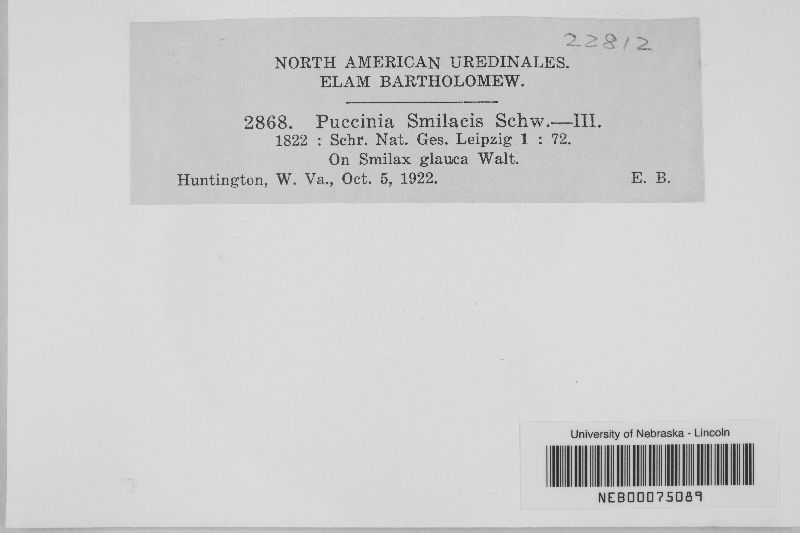 22812
NORTH AMERICAN UREDINALES.
ELAM BARTHOLOMEW.
2868. Puccinia Smilacis Schw.—III.
1822 : Schr. Nat. Ges. Leipzig 1 : 72.
On Smilax glauca Walt.
Huntington, W. Va., Oct. 5, 1922. E. B.
University of Nebraska - Lincoln
NEB00075089